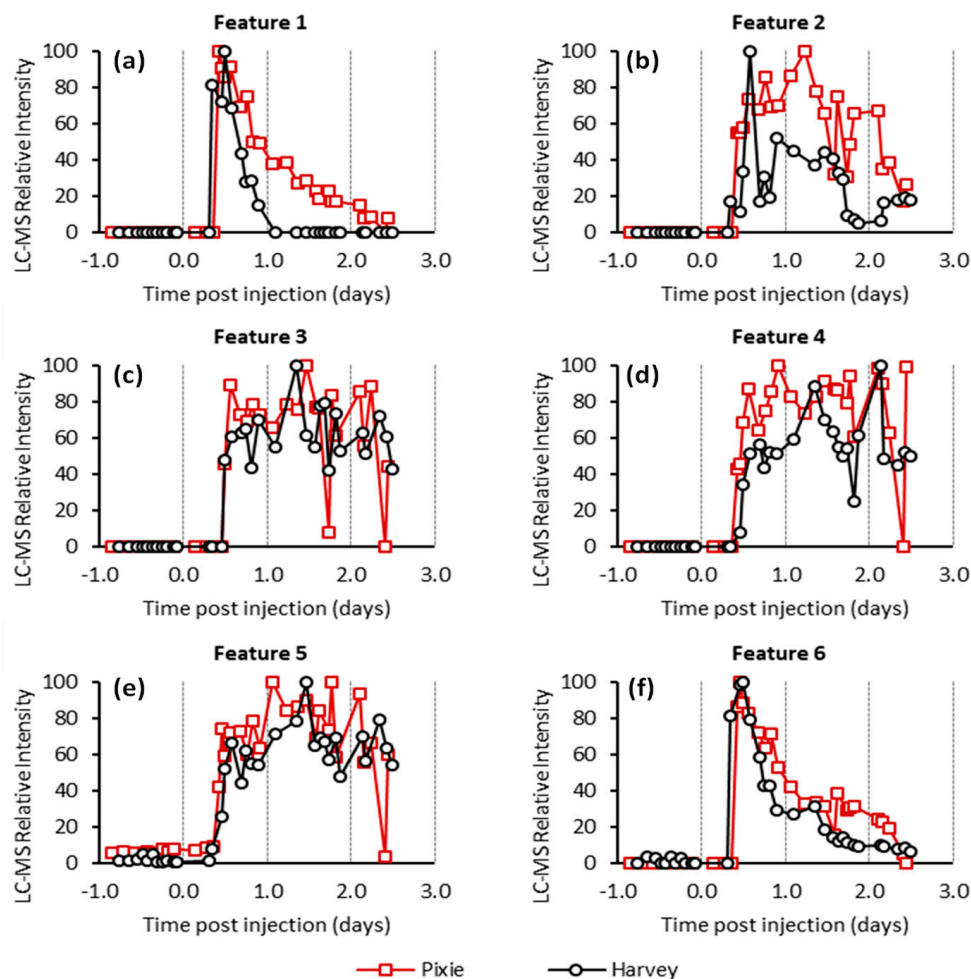 Feature 1
(a)
LC-MS Relative Intensity
100
80
60
40
20
0
-1.0 0.0 1.0 2.0 3.0
Time post injection (days)
Feature 2
(b)
LC-MS Relative Intensity
100
80
60
40
20
0
-1.0 0.0 1.0 2.0 3.0
Time post injection (days)
Feature 3
(c)
LC-MS Relative Intensity
100
80
60
40
20
0
-1.0 0.0 1.0 2.0 3.0
Time post injection (days)
Feature 4
(d)
LC-MS Relative Intensity
100
80
60
40
20
0
-1.0 0.0 1.0 2.0 3.0
Time post injection (days)
Feature 5
(e)
LC-MS Relative Intensity
100
80
60
40
20
0
-1.0 0.0 1.0 2.0 3.0
Time post injection (days)
Feature 6
(f)
LC-MS Relative Intensity
100
80
60
40
20
0
-1.0 0.0 1.0 2.0 3.0
Time post injection (days)
Pixie Harvey